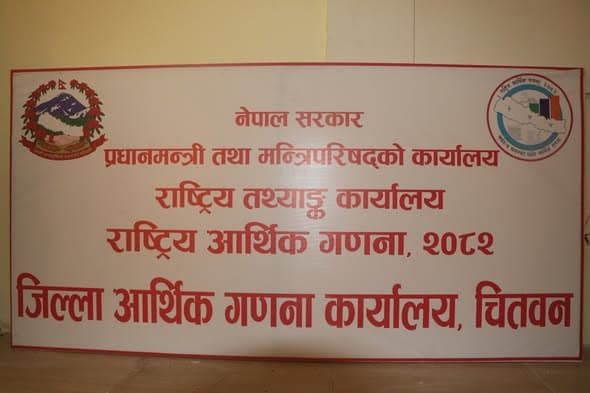 नेपाल सरकार
प्रधानमन्त्री तथा मन्त्रिपरिषद्को कार्यालय
राष्ट्रिय तथ्याङ्क कार्यालय
राष्ट्रिय आर्थिक गणना, २०८२
जिल्ला आर्थिक गणना कार्यालय, चितवन